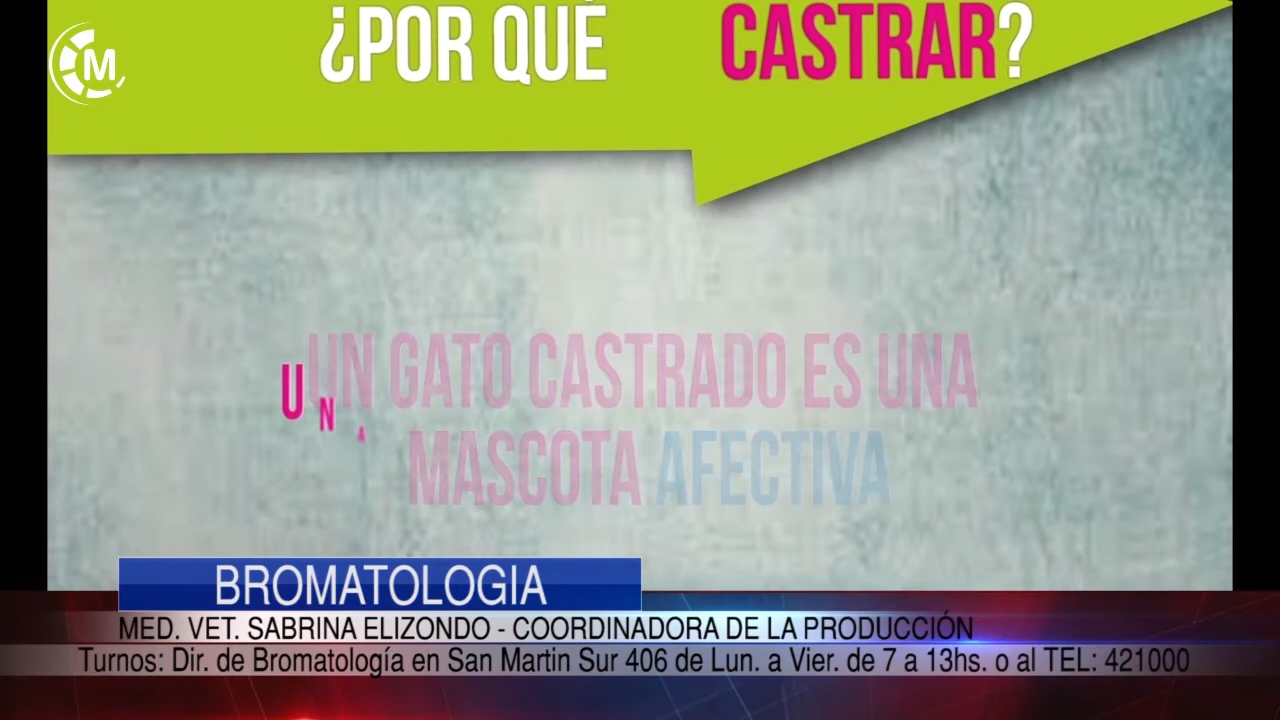 ¿POR QUÉ CASTRAR?
M
UN GATO CASTRADO ES UNA
MASCOTA AFECTIVA
U N A
BROMATOLOGIA
MED. VET. SABRINA ELIZONDO - COORDINADORA DE LA PRODUCCIÓN
Turnos: Dir. de Bromatología en San Martin Sur 406 de Lun. a Vier. de 7 a 13hs. o al TEL: 421000